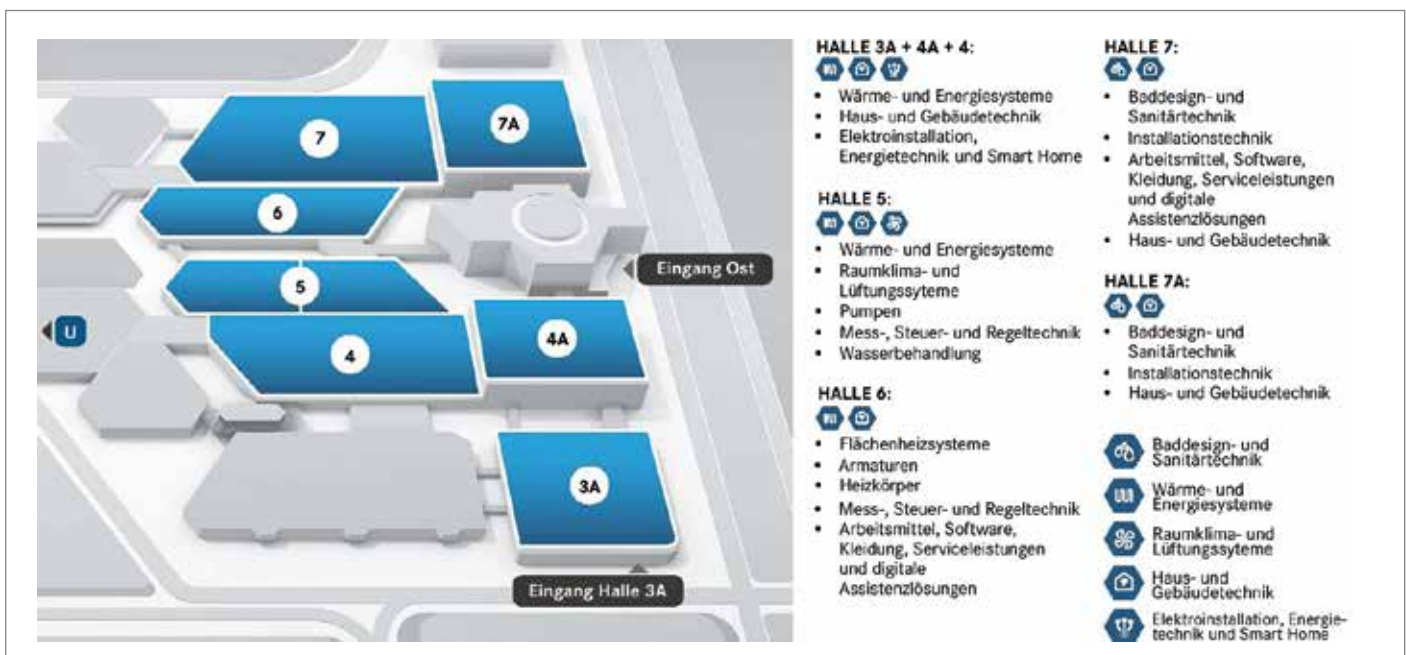 7
7A
6
Eingang Ost
5
U
4A
4
3A
Eingang Halle 3A
HALLE 3A + 4A + 4:
• Wärme- und Energiesysteme
• Haus- und Gebäudetechnik
• Elektroinstallation,
Energietechnik und Smart Home
HALLE 5:
• Wärme- und Energiesysteme
• Raumklima- und
Lüftungssyteme
• Pumpen
• Mess-, Steuer- und Regeltechnik
• Wasserbehandlung
HALLE 6:
• Flächenheizsysteme
• Armaturen
• Heizkörper
• Mess-, Steuer- und Regeltechnik
• Arbeitsmittel, Software,
Kleidung, Serviceleistungen
und digitale
Assistenzlösungen
HALLE 7:
• Baddesign- und
Sanitärtechnik
• Installationstechnik
• Arbeitsmittel, Software,
Kleidung, Serviceleistungen
und digitale
Assistenzlösungen
• Haus- und Gebäudetechnik
HALLE 7A:
• Baddesign- und
Sanitärtechnik
• Installationstechnik
• Haus- und Gebäudetechnik
Baddesign- und
Sanitärtechnik
Wärme- und
Energiesysteme
Raumklima- und
Lüftungssyteme
Haus- und
Gebäudetechnik
Elektroinstallation, Energie-
technik und Smart Home